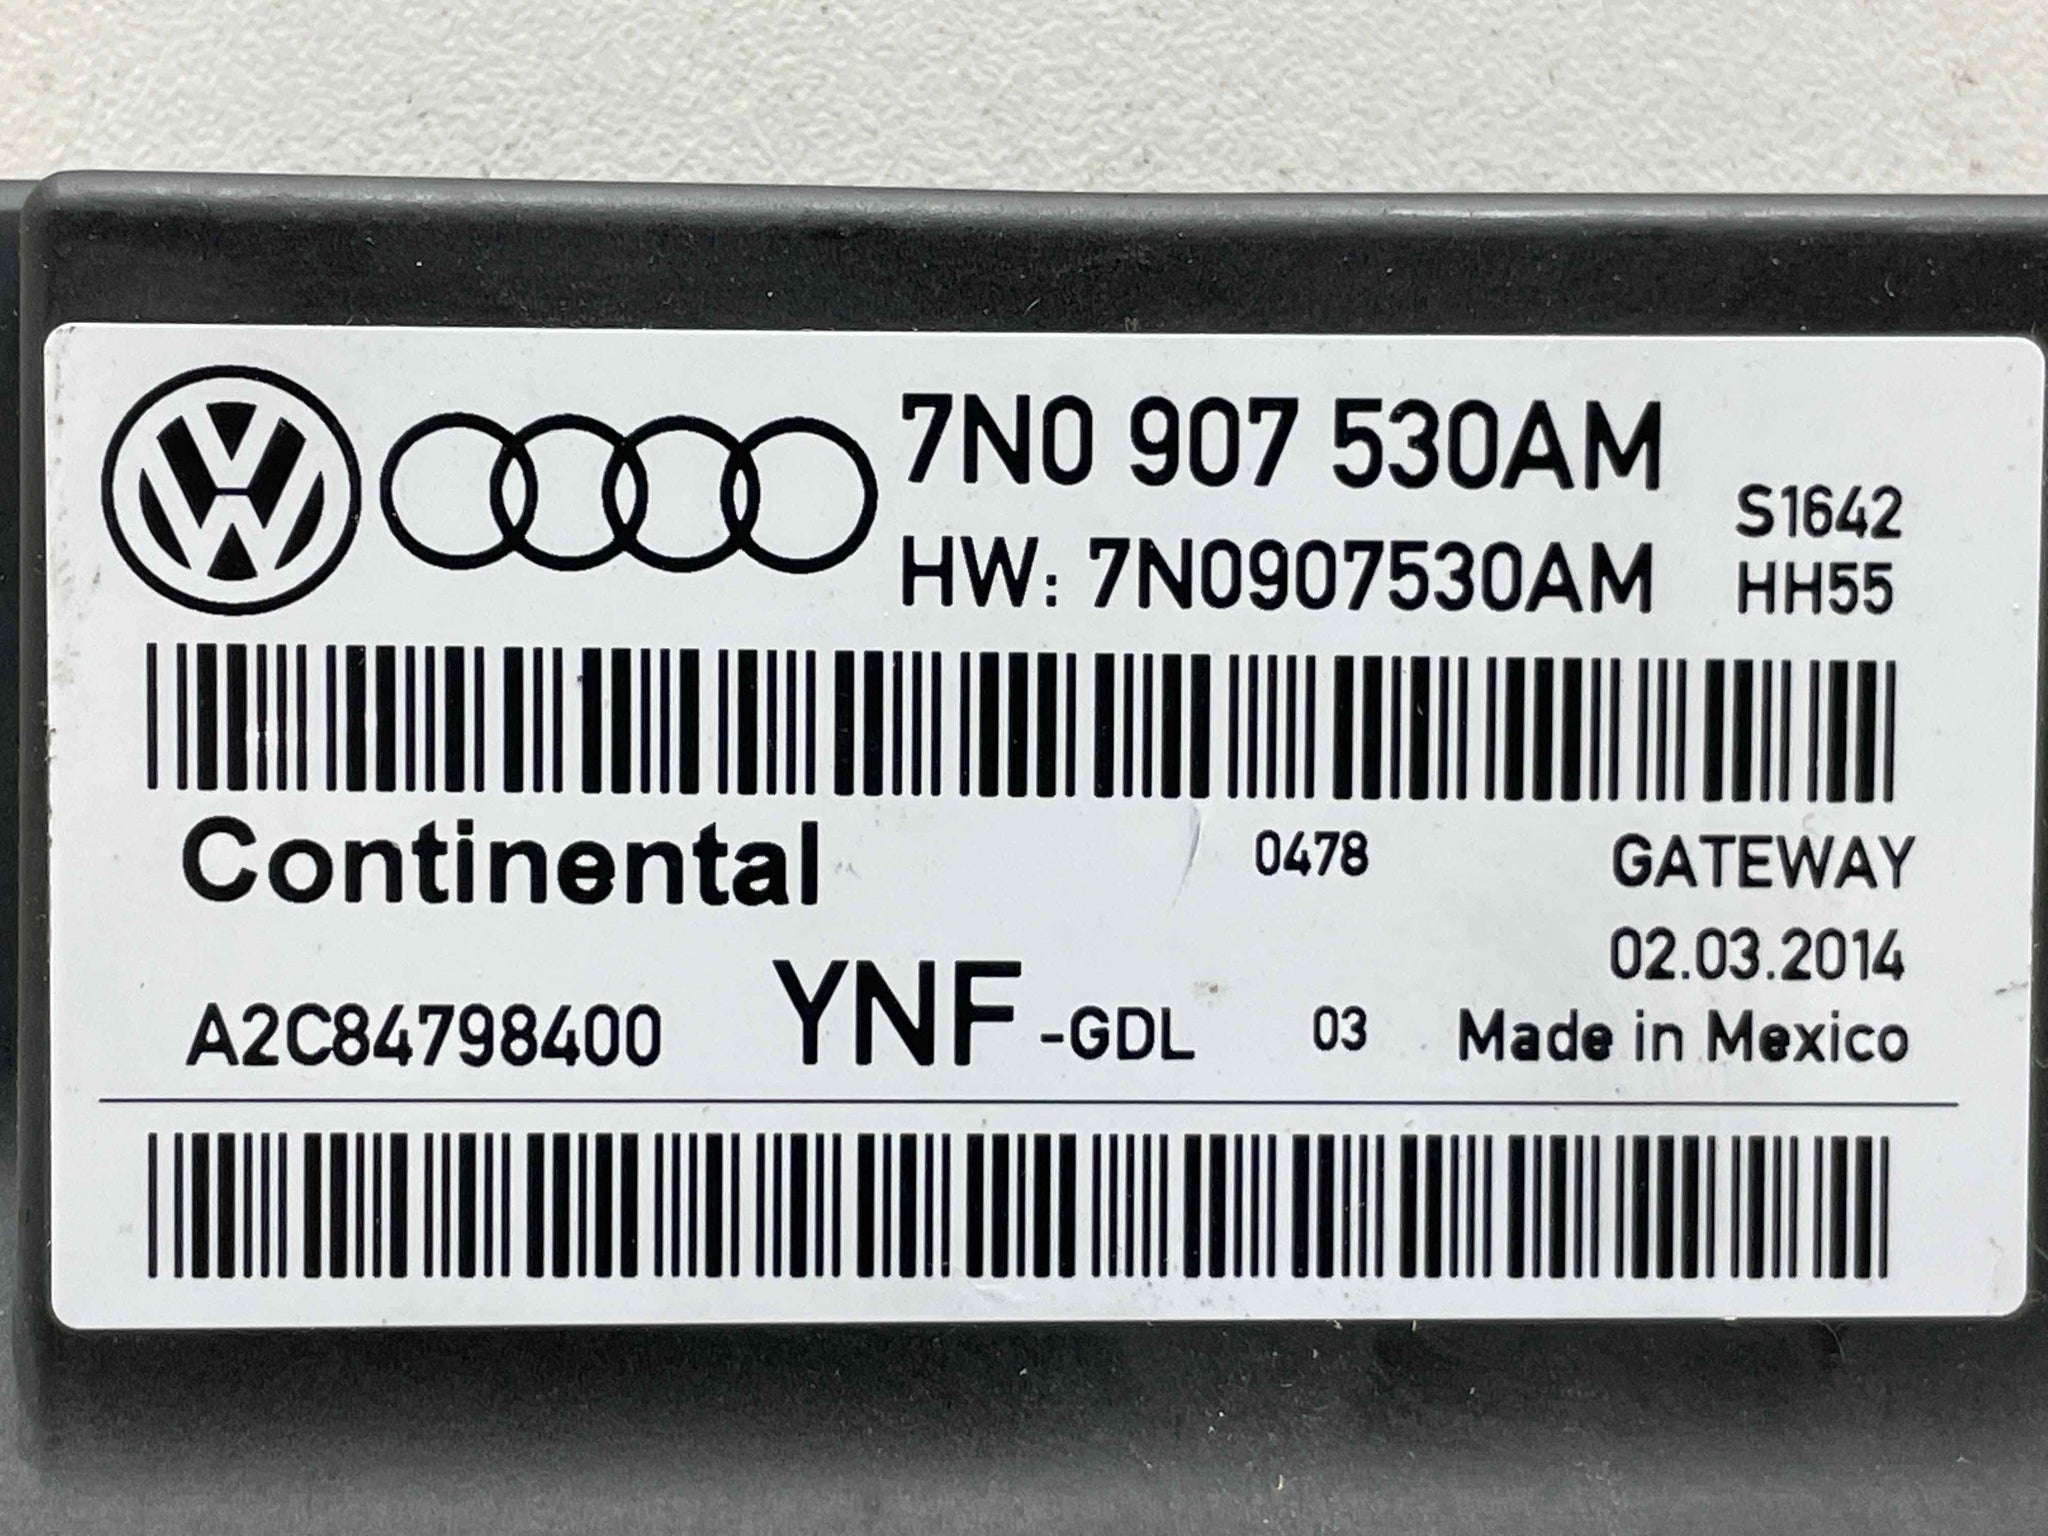 7N0 907 530AM
S1642
HW: 7N0907530AM
HH55
Continental
0478
GATEWAY
02.03.2014
A2C84798400
YNF -GDL
03
Made in Mexico